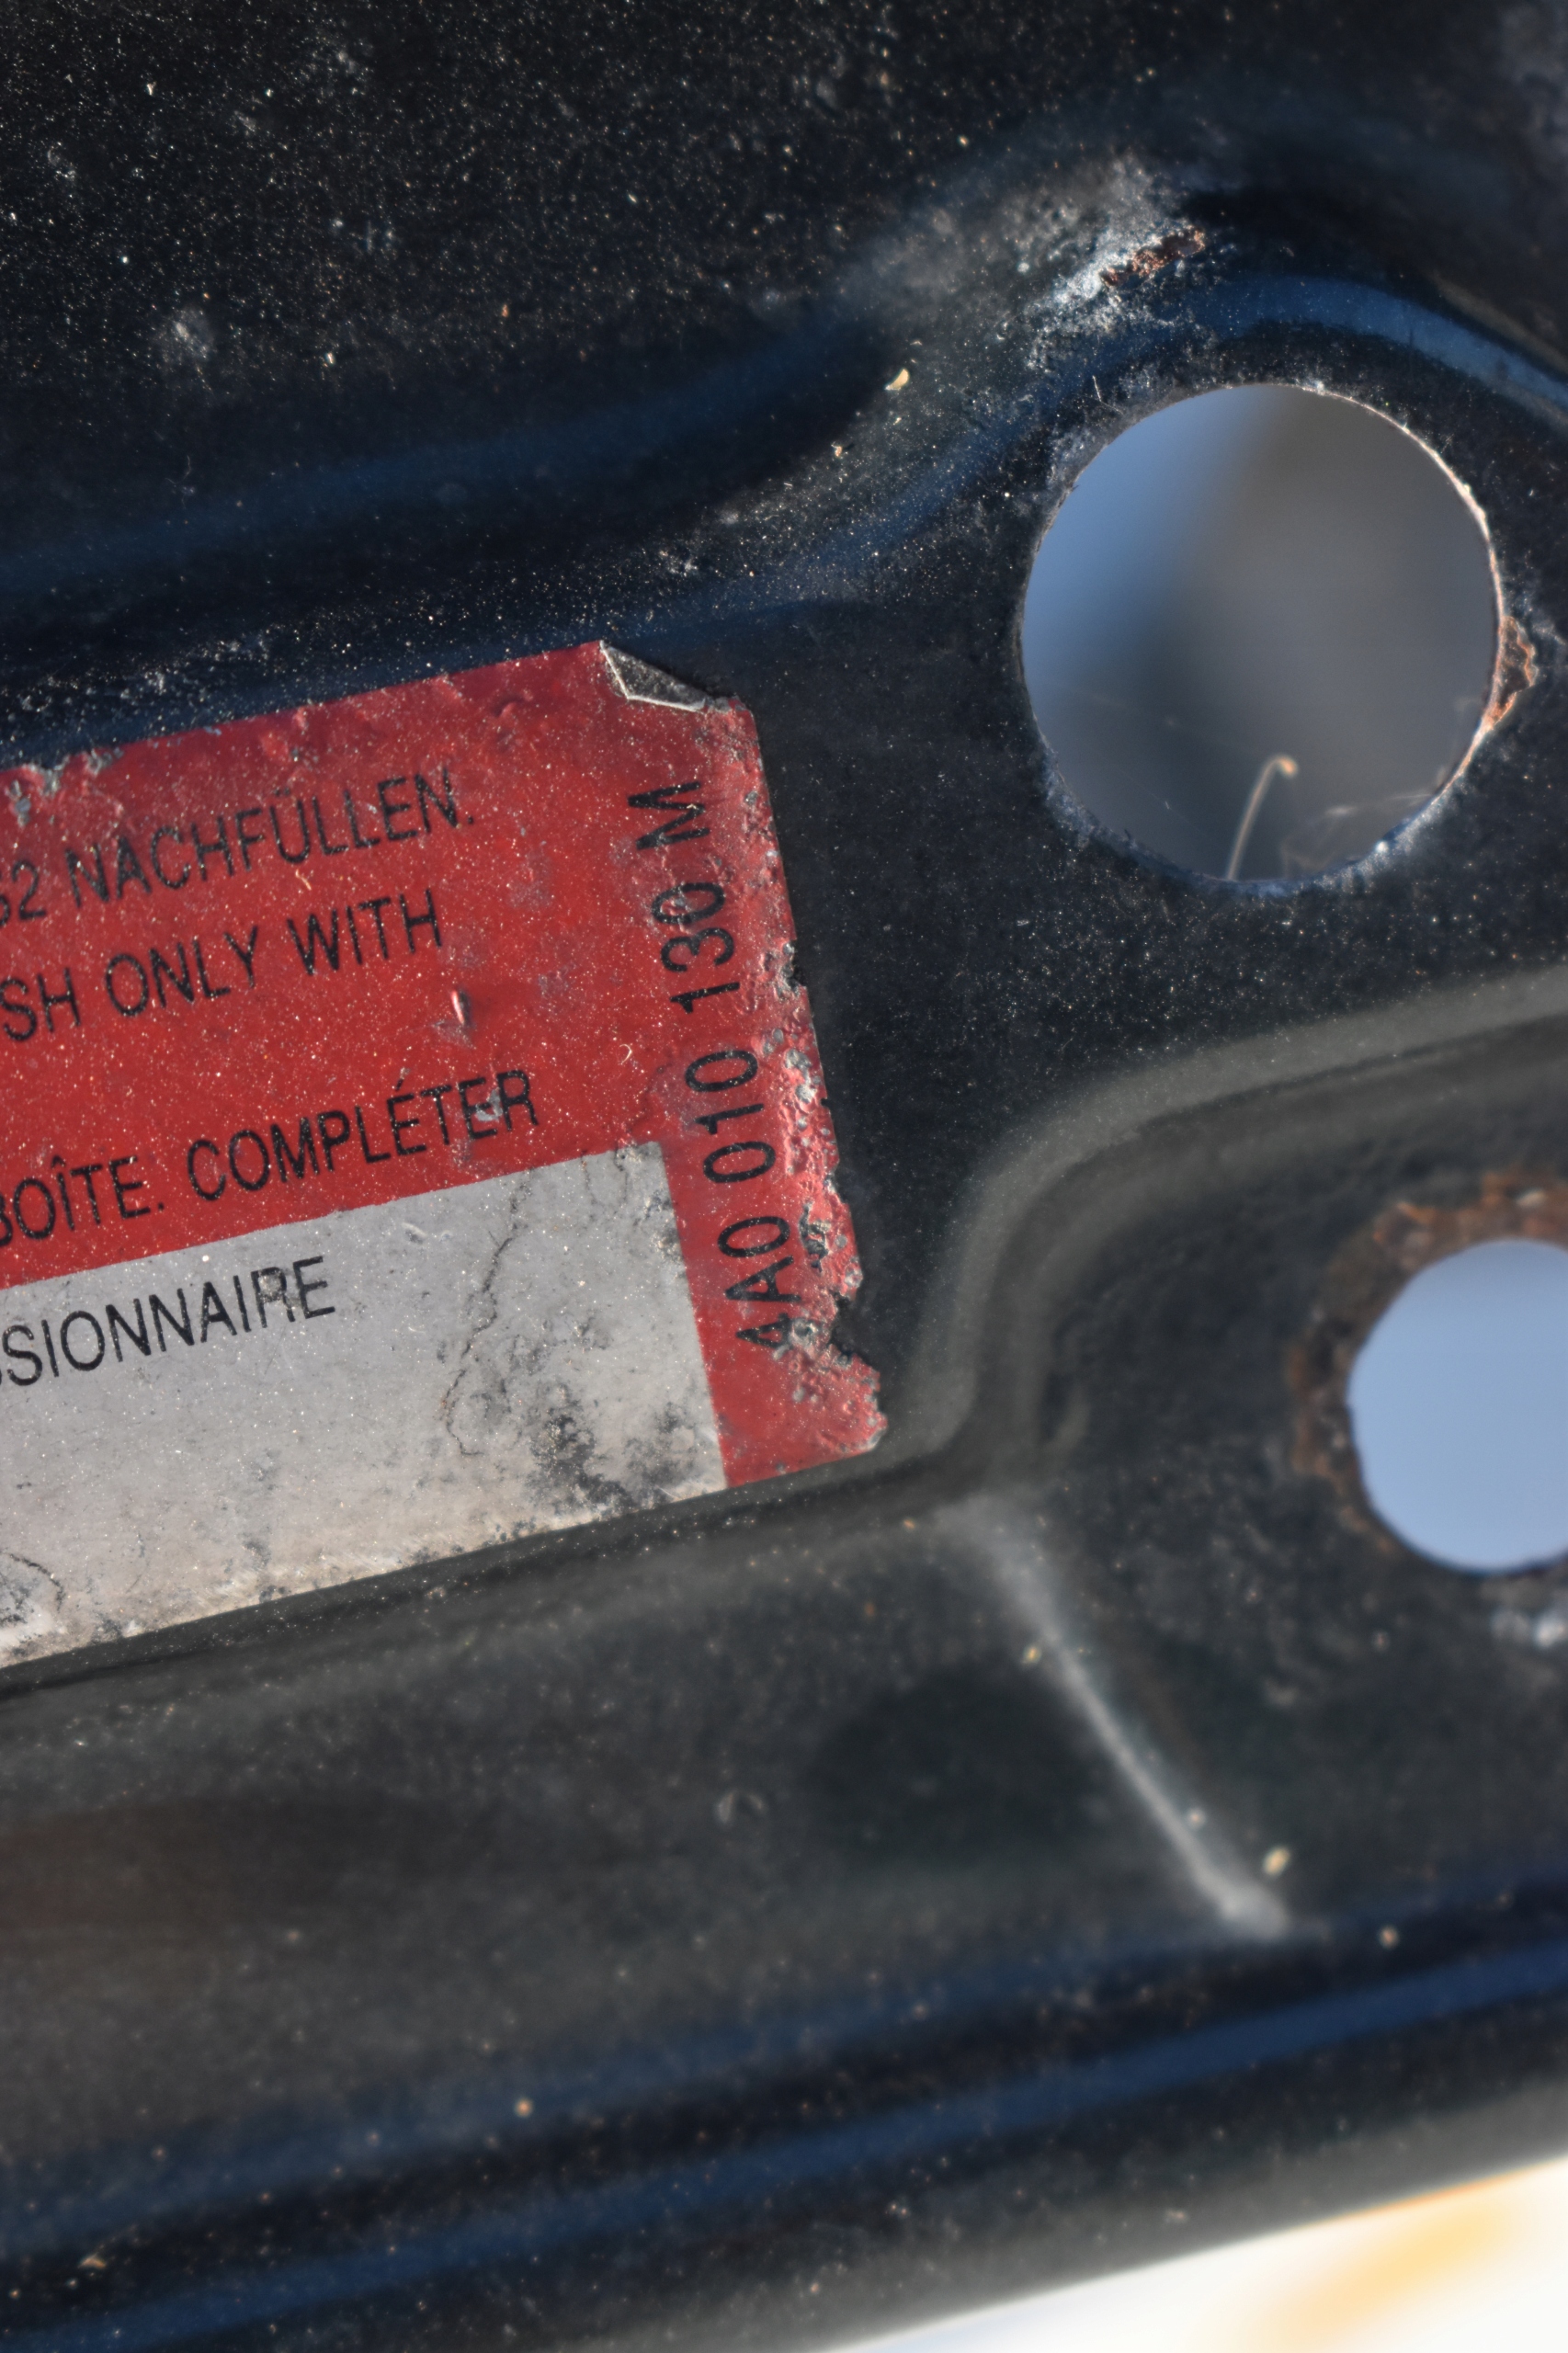 52 NACHFÜLLEN.
SH ONLY WITH
BOÎTE. COMPLÉTER
SSIONNAIRE
4A0 010 130 M